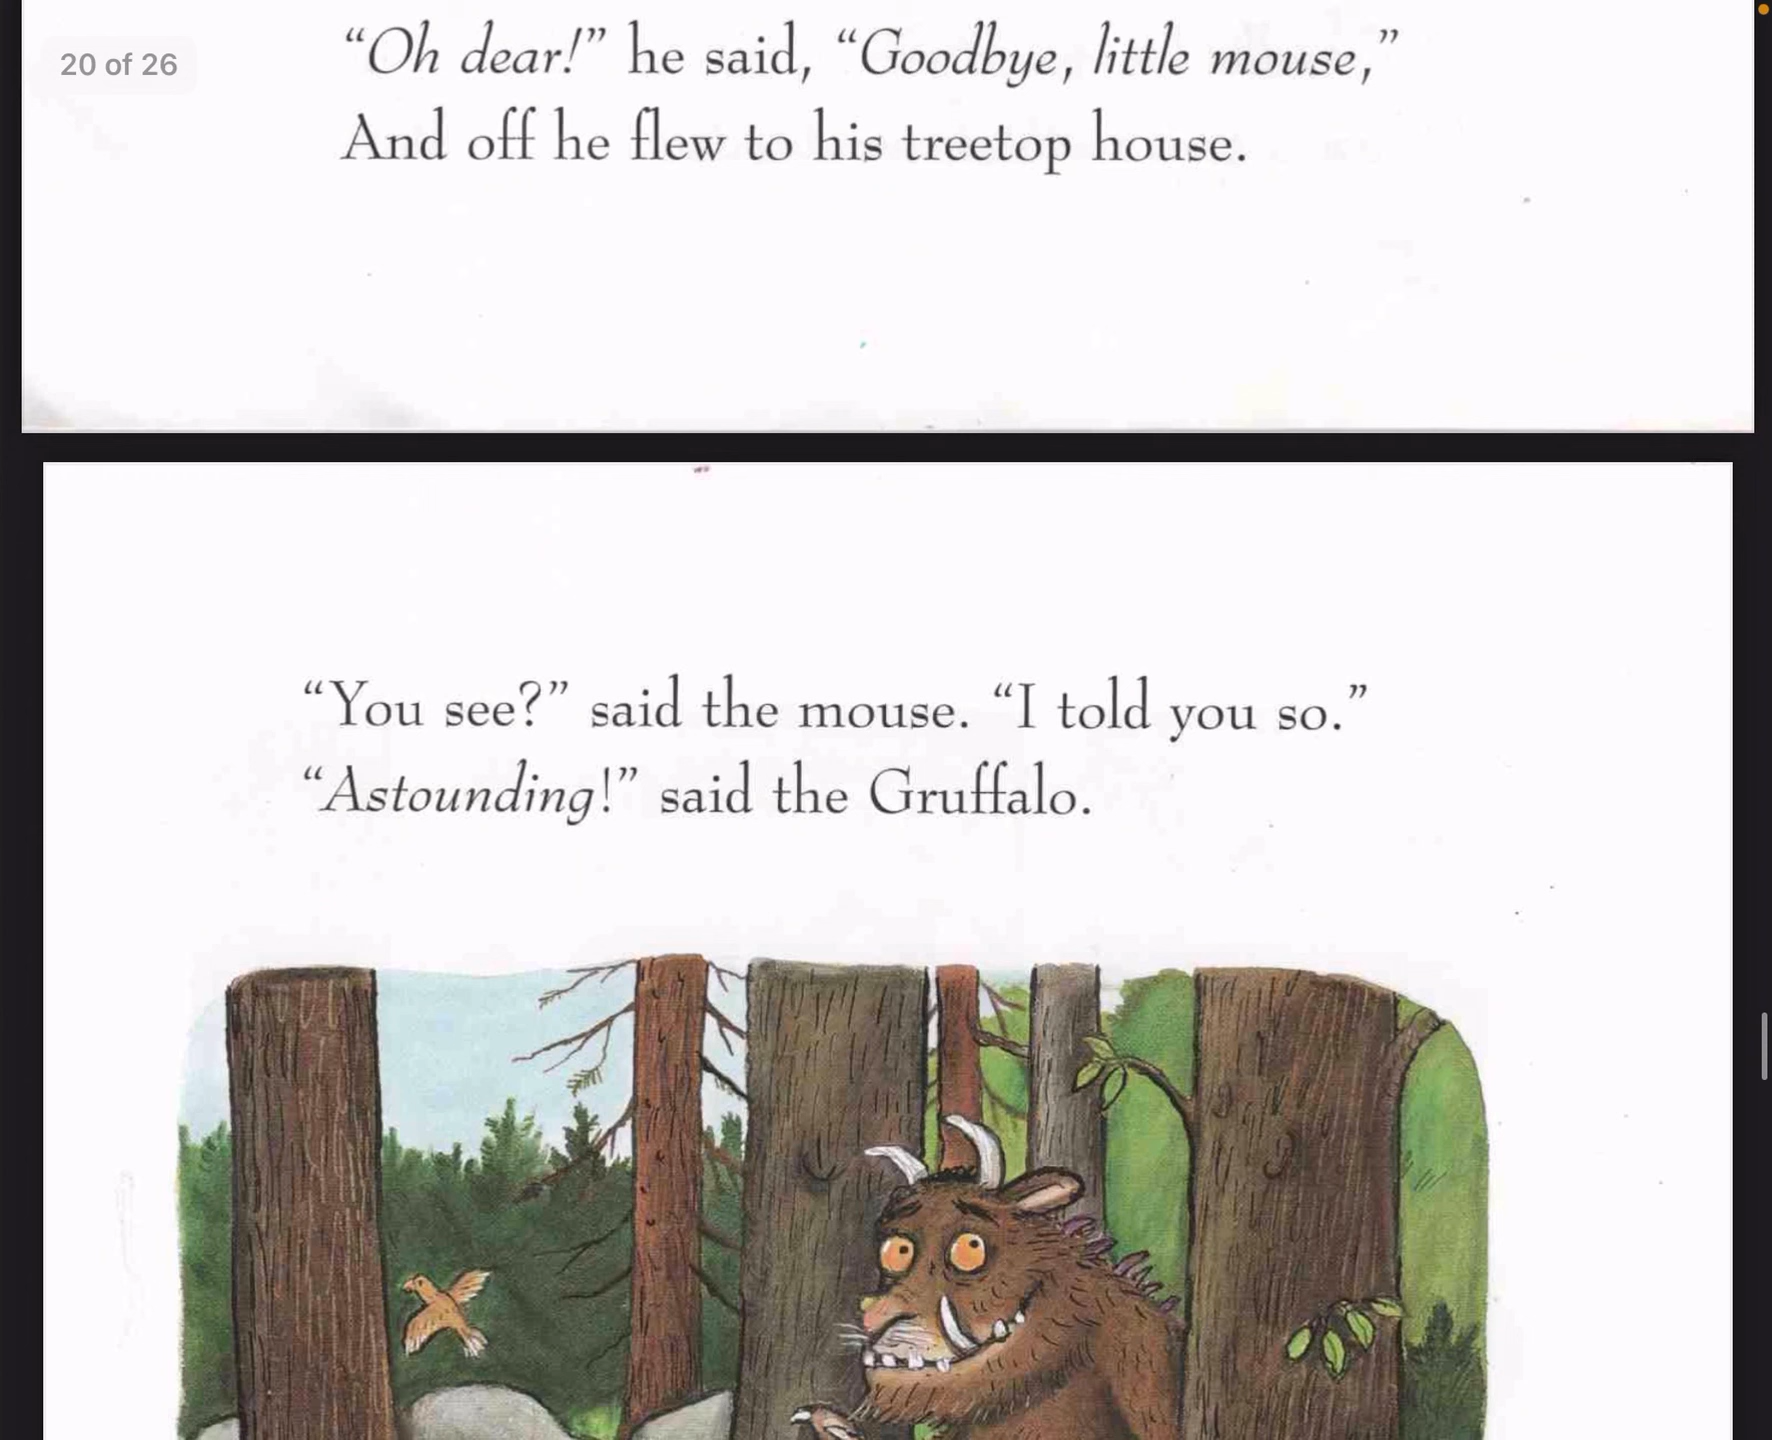 20 of 26
“Oh dear!” he said, “Goodbye, little mouse,”
And off he flew to his treetop house.
“You see?” said the mouse. “I told you so.”
“Astounding!” said the Gruffalo.